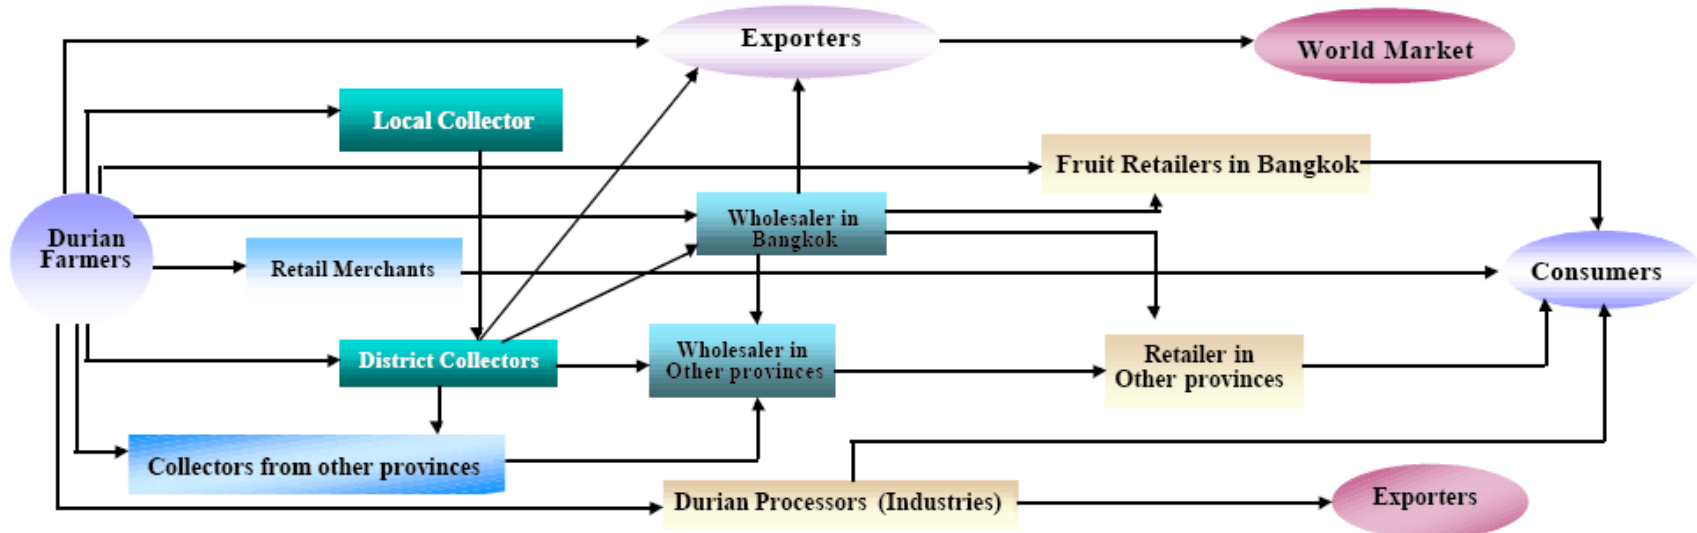 Exporters
World Market
Local Collector
Fruit Retailers in Bangkok
Wholesaler in
Bangkok
Durian
Farmers
Retail Merchants
Consumers
District Collectors
Wholesaler in
Other provinces
Retailer in
Other provinces
Collectors from other provinces
Durian Processors (Industries)
Exporters